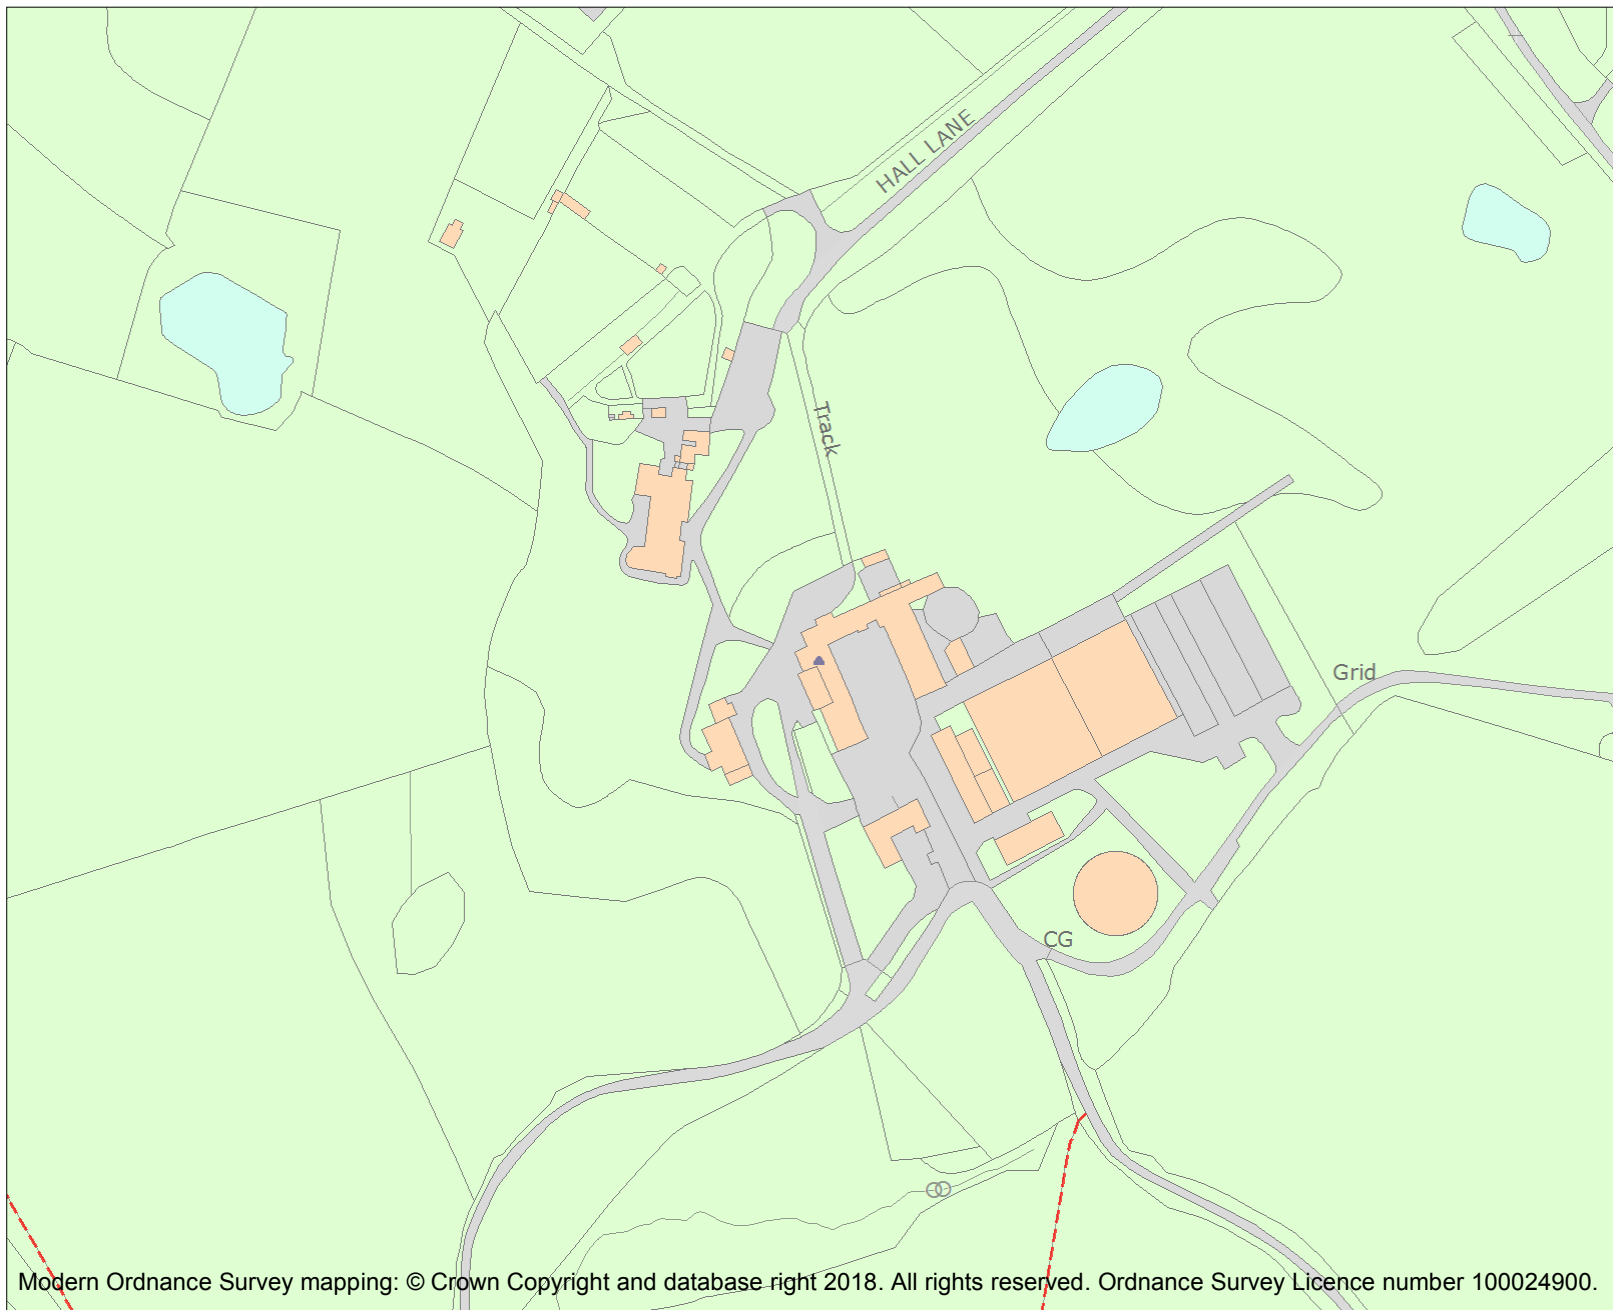 HALL LANE
Track
Grid
CG
Modern Ordnance Survey mapping: © Crown Copyright and database right 2018. All rights reserved. Ordnance Survey Licence number 100024900.